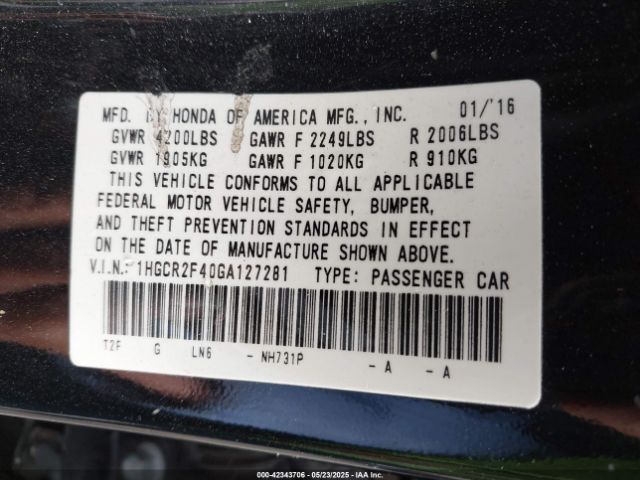 MFD. BY HONDA OF AMERICA MFG., INC. 01/'16
GVWR 4200LBS GAWR F 2249LBS R 2006LBS
GVWR 1905KG GAWR F 1020KG R 910KG
THIS VEHICLE CONFORMS TO ALL APPLICABLE
FEDERAL MOTOR VEHICLE SAFETY, BUMPER,
AND THEFT PREVENTION STANDARDS IN EFFECT
ON THE DATE OF MANUFACTURE SHOWN ABOVE.
V.I.N.: 1HGCR2F40GA127281 TYPE: PASSENGER CAR
T2F G LN6 - NH731P - A - A
000-42343706 - 05/23/2025 - IAA Inc.